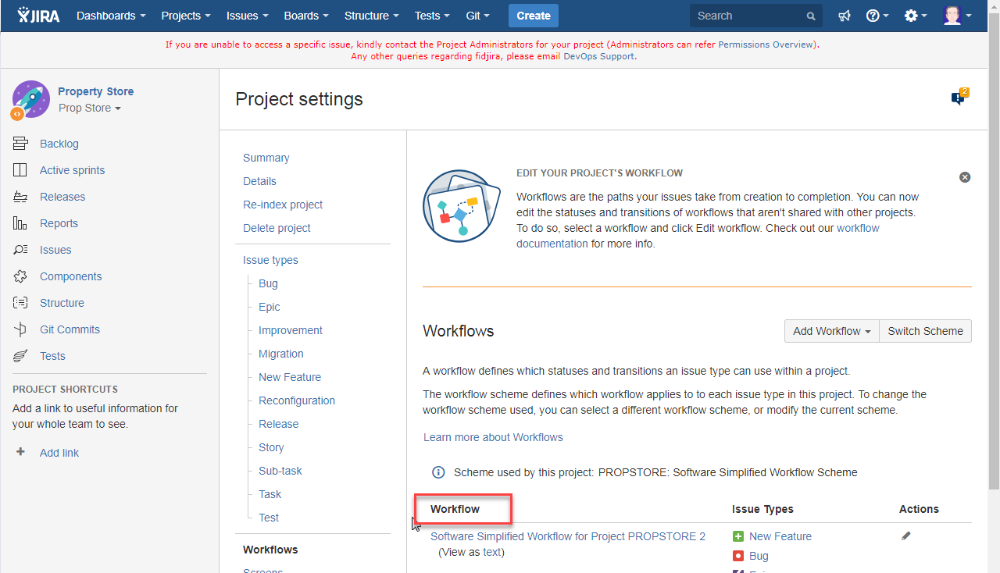 JIRA Dashboards Projects Issues Boards Structure Tests Git Create Search
If you are unable to access a specific issue, kindly contact the Project Administrators for your project (Administrators can refer Permissions Overview).
Any other queries regarding fidjira, please email DevOps Support.
Property Store
Prop Store
Backlog
Active sprints
Releases
Reports
Issues
Components
Structure
Git Commits
Tests
PROJECT SHORTCUTS
Add a link to useful information for
your whole team to see.
+ Add link
Project settings
2
Summary
Details
Re-index project
Delete project
Issue types
Bug
Epic
Improvement
Migration
New Feature
Reconfiguration
Release
Story
Sub-task
Task
Test
Workflows
Screens
EDIT YOUR PROJECT'S WORKFLOW
Workflows are the paths your issues take from creation to completion. You can now
edit the statuses and transitions of workflows that aren't shared with other projects.
To do so, select a workflow and click Edit workflow. Check out our workflow
documentation for more info.
Workflows
Add Workflow Switch Scheme
A workflow defines which statuses and transitions an issue type can use within a project.
The workflow scheme defines which workflow applies to to each issue type in this project. To change the
workflow scheme used, you can select a different workflow scheme, or modify the current scheme.
Learn more about Workflows
Scheme used by this project: PROPSTORE: Software Simplified Workflow Scheme
Workflow Issue Types Actions
Software Simplified Workflow for Project PROPSTORE 2 New Feature
(View as text) Bug